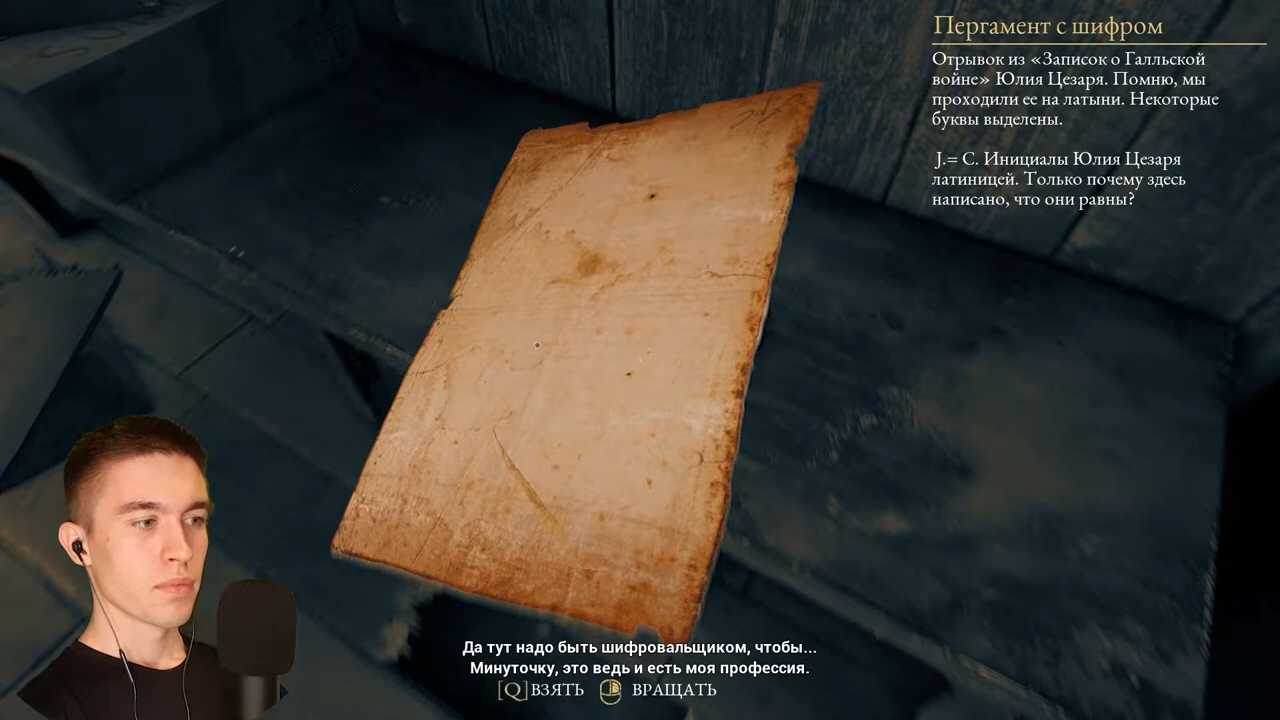 Пергамент с шифром
Отрывок из «Записок о Галльской
войне» Юлия Цезаря. Помню, мы
проходили ее на латыни. Некоторые
буквы выделены.
J.= C. Инициалы Юлия Цезаря
латиницей. Только почему здесь
написано, что они равны?
Да тут надо быть шифровальщиком, чтобы...
Минуточку, это ведь и есть моя профессия.
[Q] ВЗЯТЬ ВРАЩАТЬ